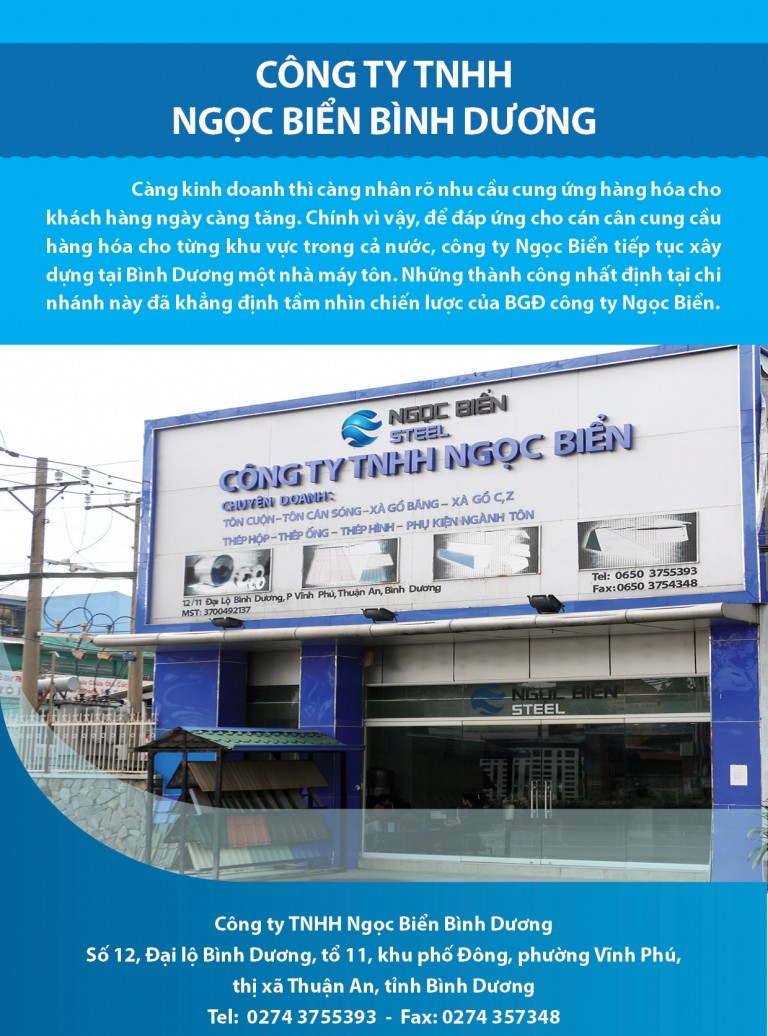 CÔNG TY TNHH
NGỌC BIỂN BÌNH DƯƠNG
Càng kinh doanh thì càng nhân rõ nhu cầu cung ứng hàng hóa cho
khách hàng ngày càng tăng. Chính vì vậy, để đáp ứng cho cán cân cung cầu
hàng hóa cho từng khu vực trong cả nước, công ty Ngọc Biển tiếp tục xây
dựng tại Bình Dương một nhà máy tôn. Những thành công nhất định tại chi
nhánh này đã khẳng định tầm nhìn chiến lược của BGĐ công ty Ngọc Biển.
NGỌC BIỂN
STEEL
CÔNG TY TNHH NGỌC BIỂN
CHUYÊN DOANH:
TÔN CUỘN - TÔN CÁN SÓNG - XÀ GỒ BĂNG - XÀ GỒ C,Z
THÉP HỘP - THÉP ỐNG - THÉP HÌNH - PHỤ KIỆN NGÀNH TÔN
12/11 Đại Lộ Bình Dương, P Vĩnh Phú, Thuận An, Bình Dương
MST: 3700492137
Tel: 0650 3755393
Fax: 0650 3754348
NGỌC BIỂN
STEEL
Công ty TNHH Ngọc Biển Bình Dương
Số 12, Đại lộ Bình Dương, tổ 11, khu phố Đông, phường Vĩnh Phú,
thị xã Thuận An, tỉnh Bình Dương
Tel: 0274 3755393 - Fax: 0274 357348